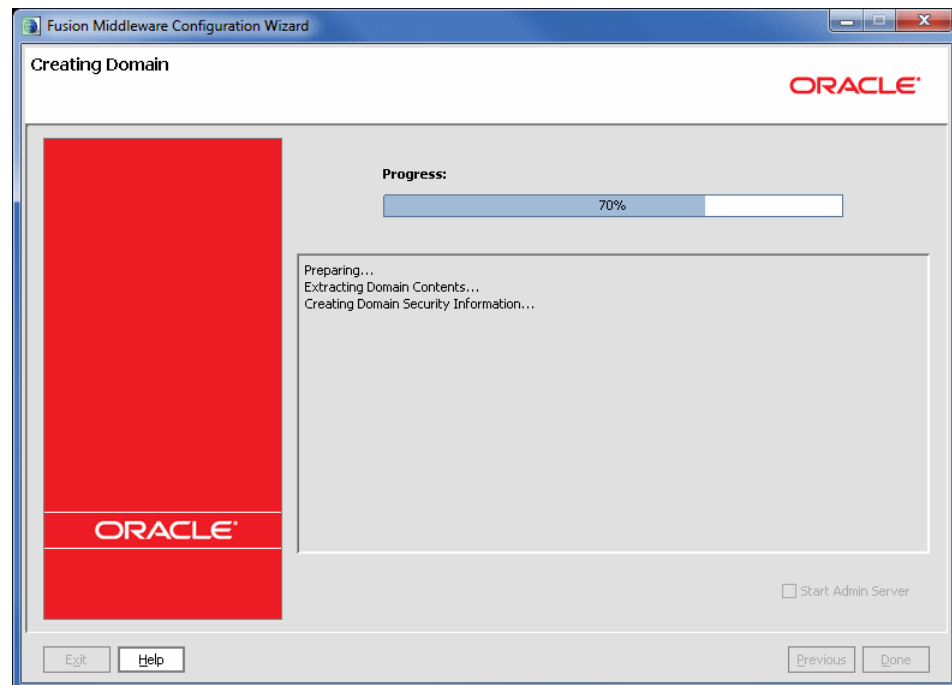 Fusion Middleware Configuration Wizard
Creating Domain
ORACLE
Progress:
70%
Preparing...
Extracting Domain Contents...
Creating Domain Security Information...
ORACLE
Start Admin Server
Exit Help Previous Done